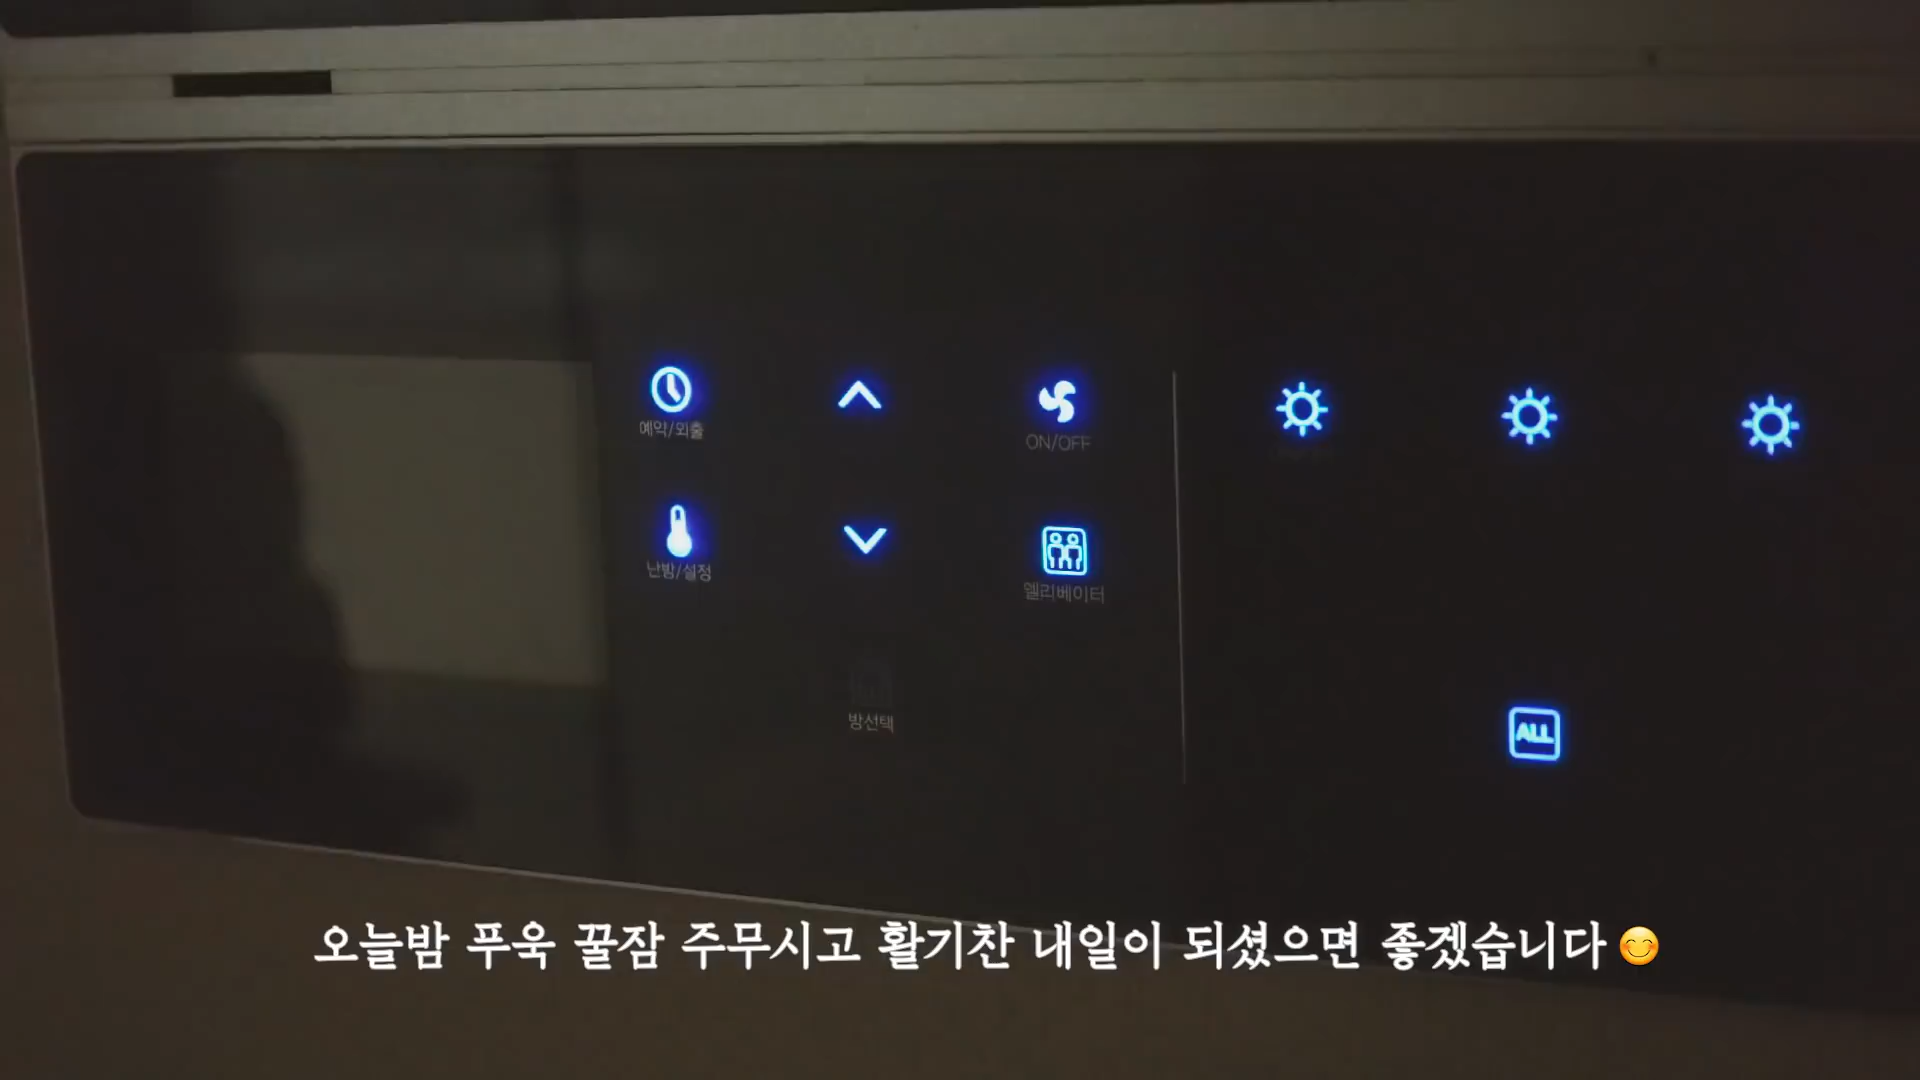 예약/외출
ON/OFF
난방/설정
엘리베이터
방선택
ALL
오늘밤 푸욱 꿀잠 주무시고 활기찬 내일이 되셨으면 좋겠습니다😊